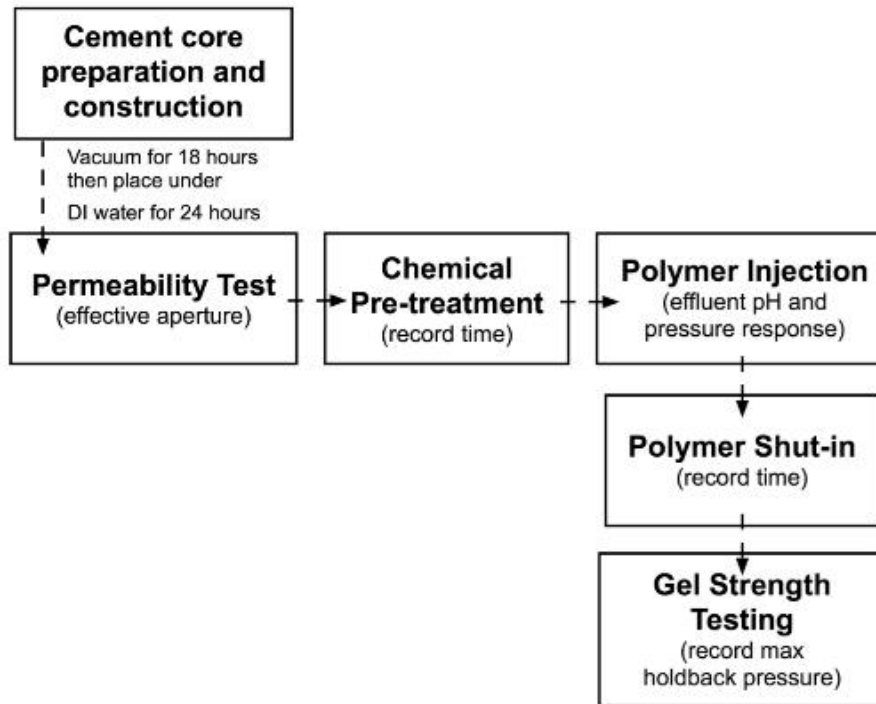 Cement core
preparation and
construction
Vacuum for 18 hours
then place under
DI water for 24 hours
Permeability Test
(effective aperture)
Chemical
Pre-treatment
(record time)
Polymer Injection
(effluent pH and
pressure response)
Polymer Shut-in
(record time)
Gel Strength
Testing
(record max
holdback pressure)